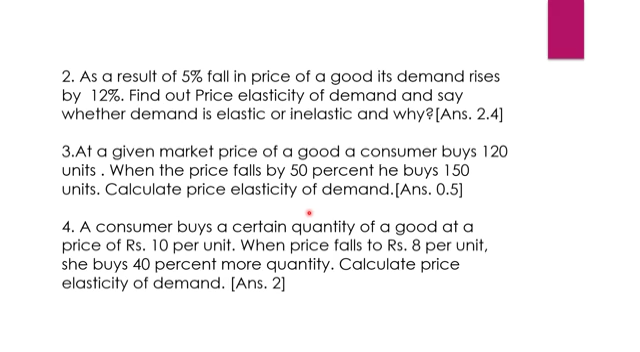 2. As a result of 5% fall in price of a good its demand rises
by  12%. Find out Price elasticity of demand and say
whether demand is elastic or inelastic and why?[Ans. 2.4]
3.At a given market price of a good a consumer buys 120
units . When the price falls by 50 percent he buys 150
units. Calculate price elasticity of demand.[Ans. 0.5]
4. A consumer buys a certain quantity of a good at a
price of Rs. 10 per unit. When price falls to Rs. 8 per unit,
she buys 40 percent more quantity. Calculate price
elasticity of demand. [Ans. 2]